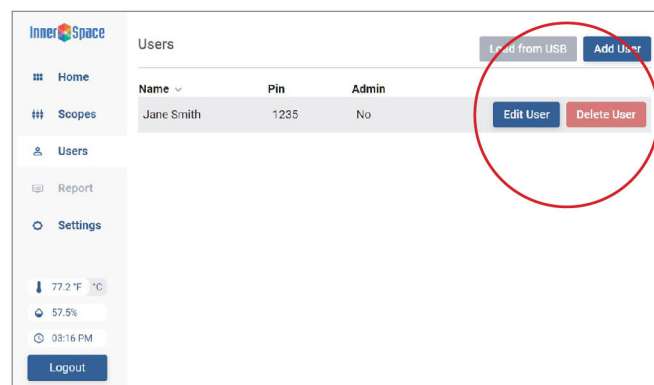 InnerSpace
Home
Scopes
Users
Report
Settings
77.2 °F °C
57.5%
03:16 PM
Logout
Users
Load from USB Add User
Name Pin Admin
Jane Smith 1235 No Edit User Delete User